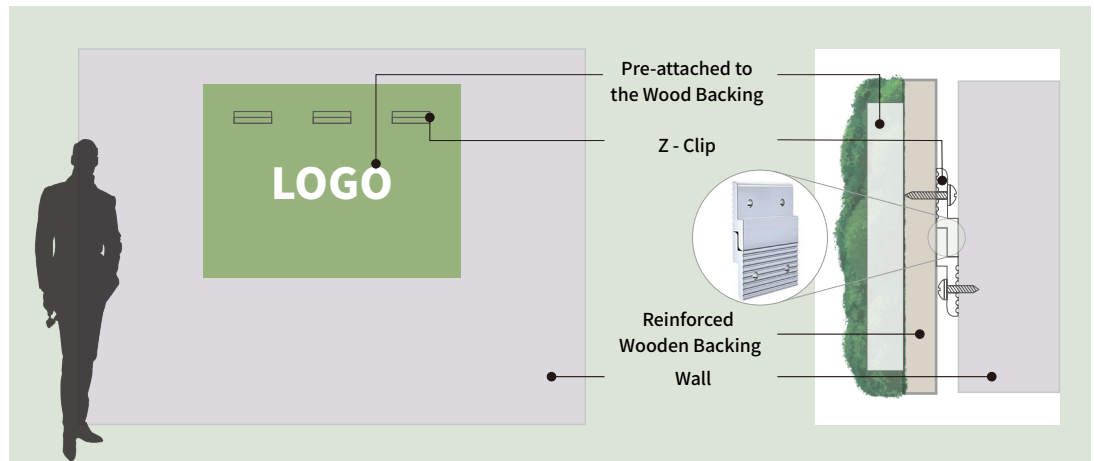 Pre-attached to
the Wood Backing
Z - Clip
LOGO
Reinforced
Wooden Backing
Wall